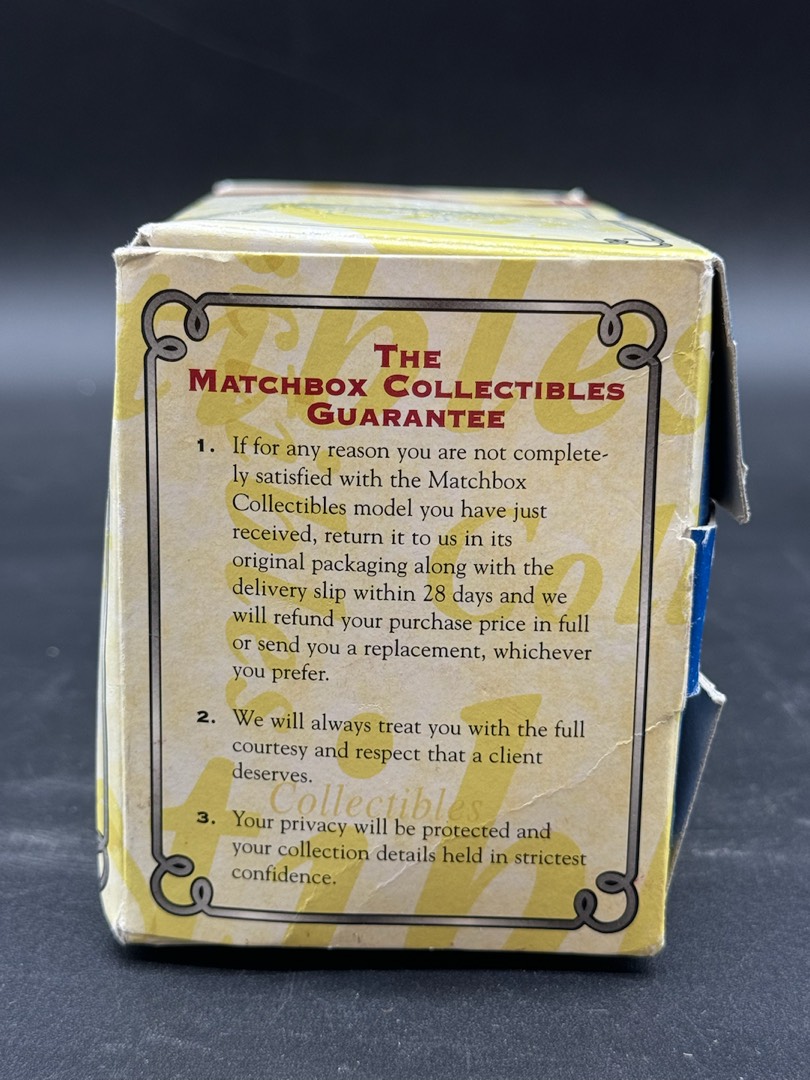 THE
MATCHBOX COLLECTIBLES
GUARANTEE
1. If for any reason you are not complete-
ly satisfied with the Matchbox
Collectibles model you have just
received, return it to us in its
original packaging along with the
delivery slip within 28 days and we
will refund your purchase price in full
or send you a replacement, whichever
you prefer.
2. We will always treat you with the full
courtesy and respect that a client
deserves.
Collectibles
3. Your privacy will be protected and
your collection details held in strictest
confidence.